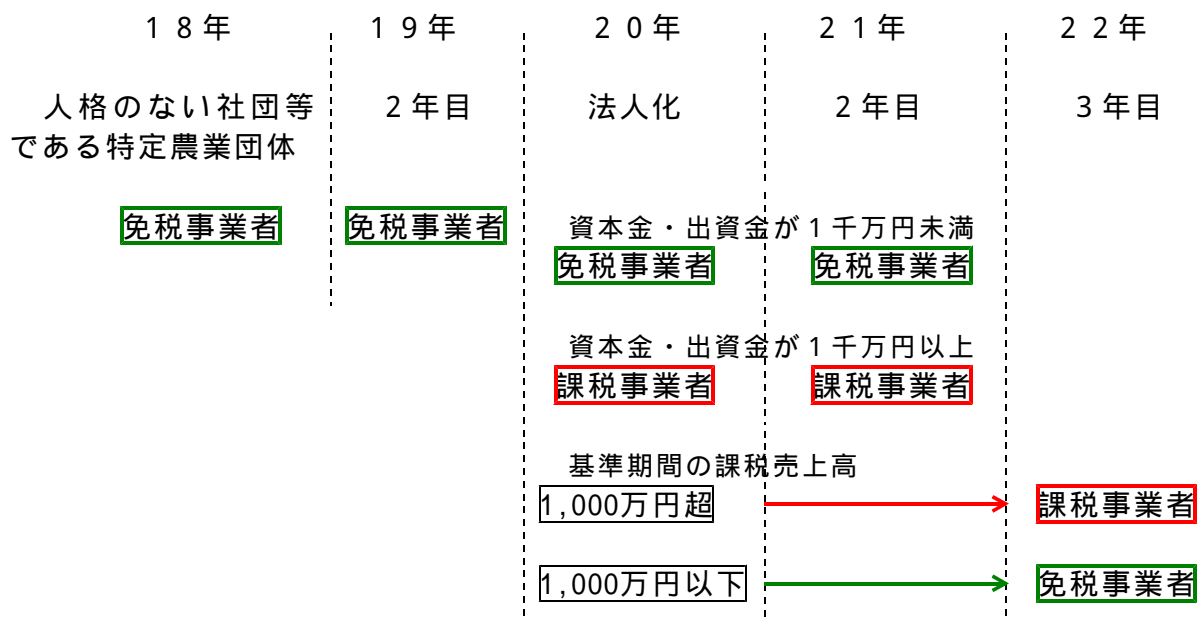 18年 19年 20年 21年 22年
人格のない社団等 2年目 法人化 2年目 3年目
である特定農業団体
免税事業者 免税事業者 資本金・出資金が1千万円未満
免税事業者 免税事業者
資本金・出資金が1千万円以上
課税事業者 課税事業者
基準期間の課税売上高
1,000万円超 課税事業者
1,000万円以下 免税事業者